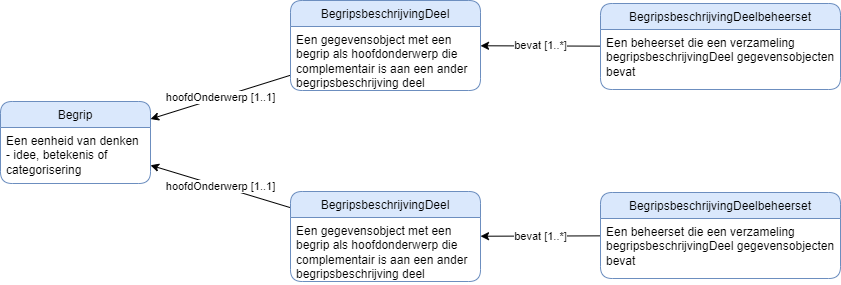 BegripsbeschrijvingDeel
Een gegevensobject met een
begrip als hoofdonderwerp die
complementair is aan een ander
begripsbeschrijving deel
bevat [1..*]
BegripsbeschrijvingDeelbeheerset
Een beheerset die een verzameling
begripsbeschrijvingDeel gegevensobjecten
bevat
hoofdOnderwerp [1..1]
Begrip
Een eenheid van denken
- idee, betekenis of
categorisering
hoofdOnderwerp [1..1]
BegripsbeschrijvingDeel
Een gegevensobject met een
begrip als hoofdonderwerp die
complementair is aan een ander
begripsbeschrijving deel
bevat [1..*]
BegripsbeschrijvingDeelbeheerset
Een beheerset die een verzameling
begripsbeschrijvingDeel gegevensobjecten
bevat